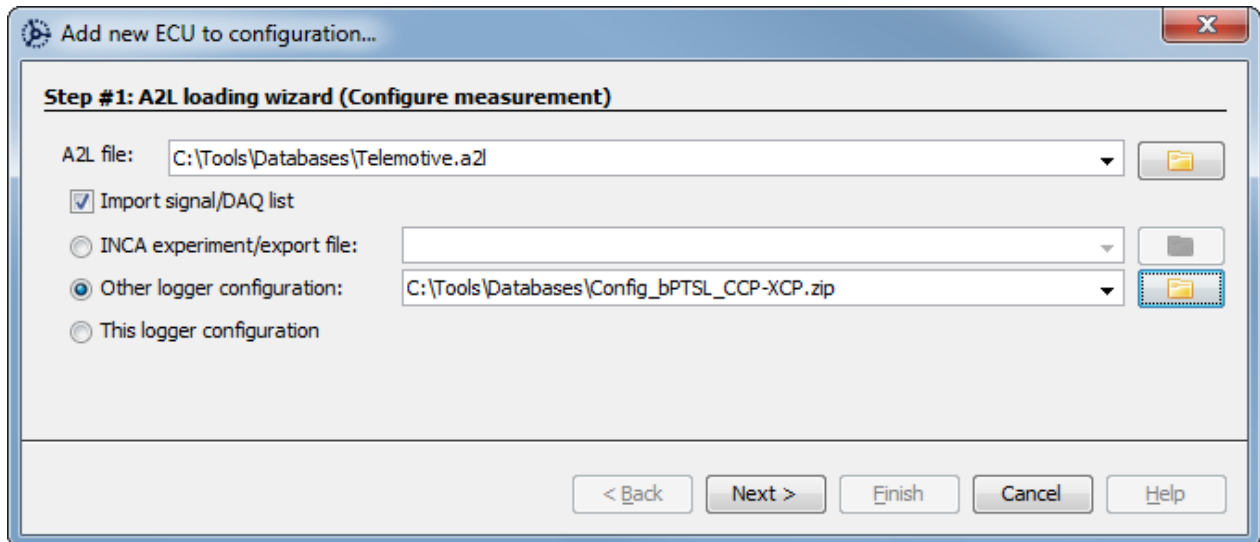 Add new ECU to configuration...
Step #1: A2L loading wizard (Configure measurement)
A2L file: C:\Tools\Databases\Telemotive.a2l
Import signal/DAQ list
INCA experiment/export file:
Other logger configuration: C:\Tools\Databases\Config_bPTSL_CCP-XCP.zip
This logger configuration
< Back Next > Finish Cancel Help